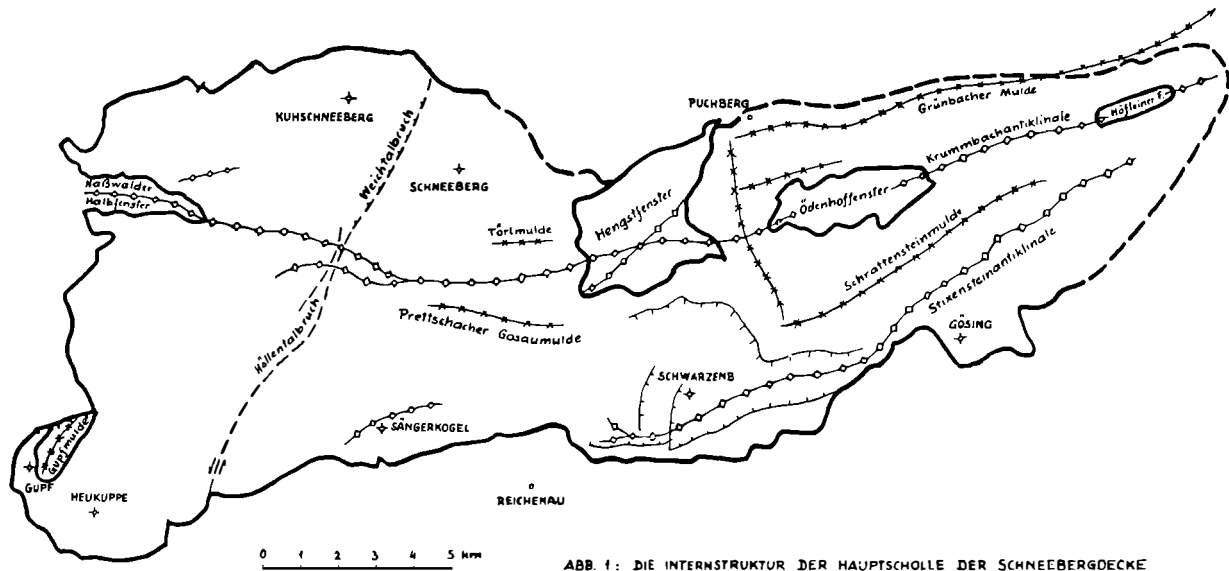 PUCHBERG
Grünbacher Mulde
Höfleiner F.
KUHSCHNEEBERG
Weichtalbruch
Krummbachantiklinale
SCHNEEBERG
Naßwalder
Halbfenster
Hengstfenster
Ödenhoffenster
Törlmulde
Schrattensteinmulde
Stixensteinantiklinale
Prettschacher Gosaumulde
Höllentalbruch
GÖSING
SCHWARZENB
SÄNGERKOGEL
Gupfmulde
GUPF
HEUKUPPE
REICHENAU
0 1 2 3 4 5 km
ABB. 1: DIE INTERNSTRUKTUR DER HAUPTSCHOLLE DER SCHNEEBERGDECKE